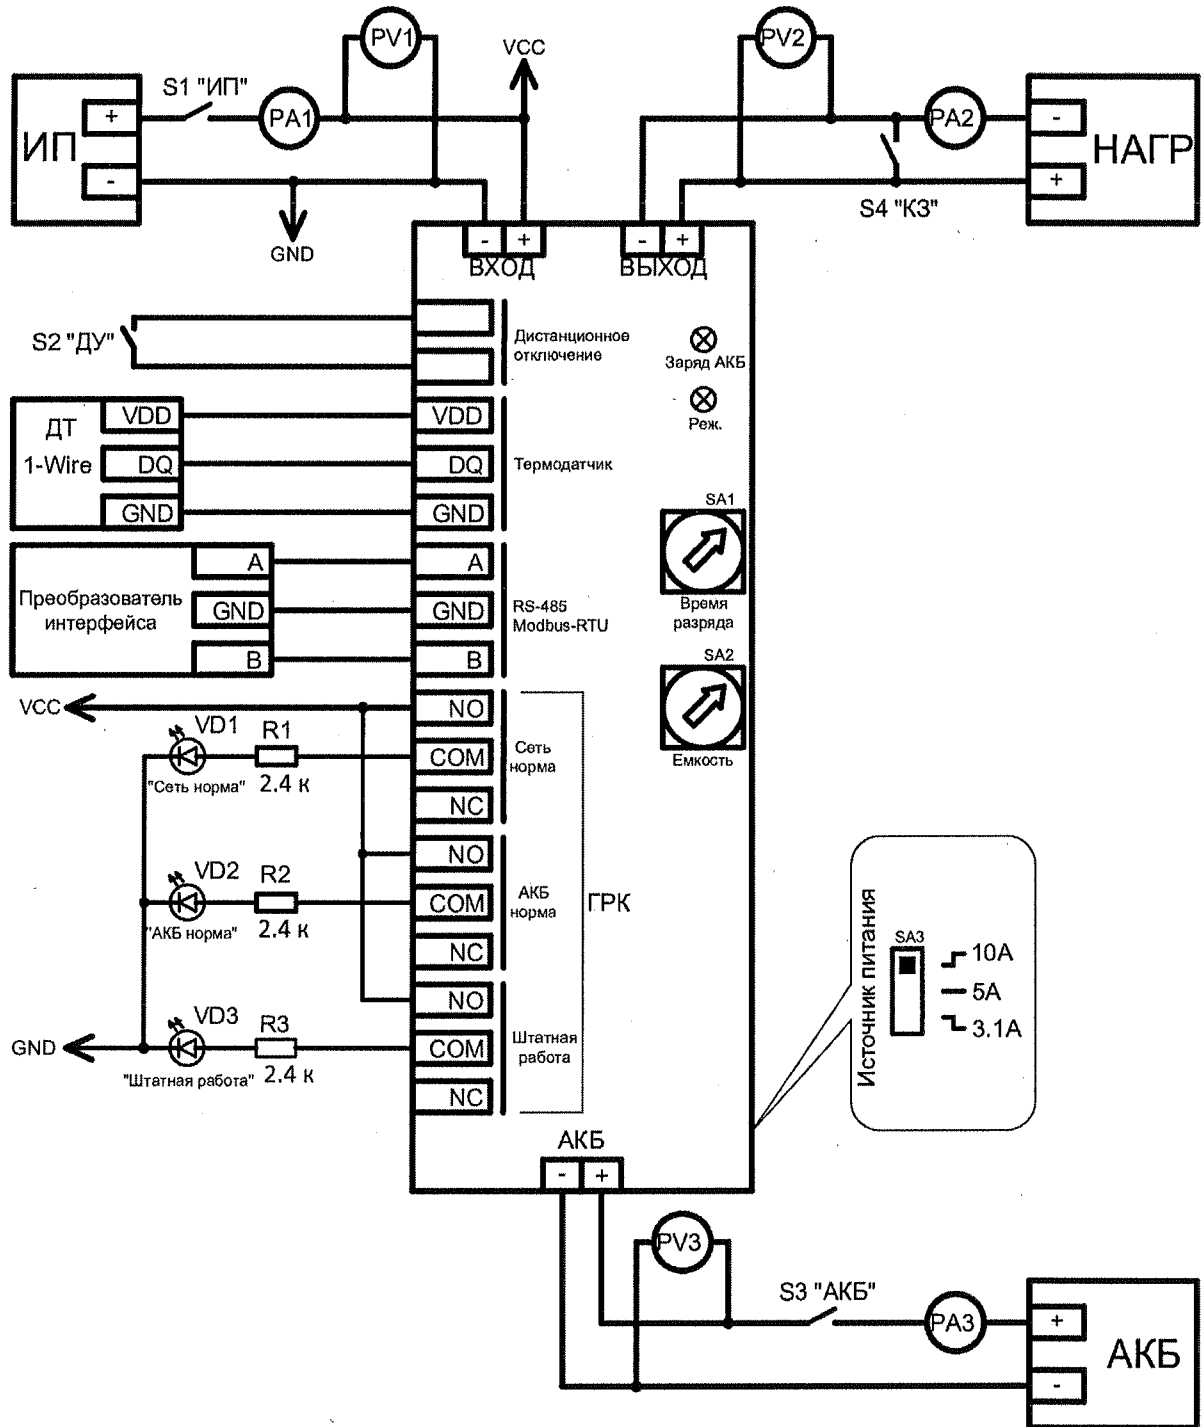 PV1
PV2
VCC
S1 "ИП"
+
PA1
PA2
-
ИП
НАГР
-
+
S4 "КЗ"
GND
- +
- +
ВХОД
ВЫХОД
S2 "ДУ"
Дистанционное
отключение
Заряд АКБ
Реж.
ДТ
1-Wire
VDD
DQ
GND
VDD
DQ
GND
Термодатчик
SA1
Время
разряда
Преобразователь
интерфейса
A
GND
B
A
GND
B
RS-485
Modbus-RTU
SA2
Емкость
VCC
NO
COM
NC
Сеть
норма
VD1
R1
"Сеть норма"
2.4 к
NO
COM
NC
АКБ
норма
ГРК
VD2
R2
"АКБ норма"
2.4 к
NO
COM
NC
Штатная
работа
GND
VD3
R3
"Штатная работа"
2.4 к
Источник питания
SA3
10А
5А
3.1А
АКБ
- +
PV3
S3 "АКБ"
PA3
+
АКБ
-